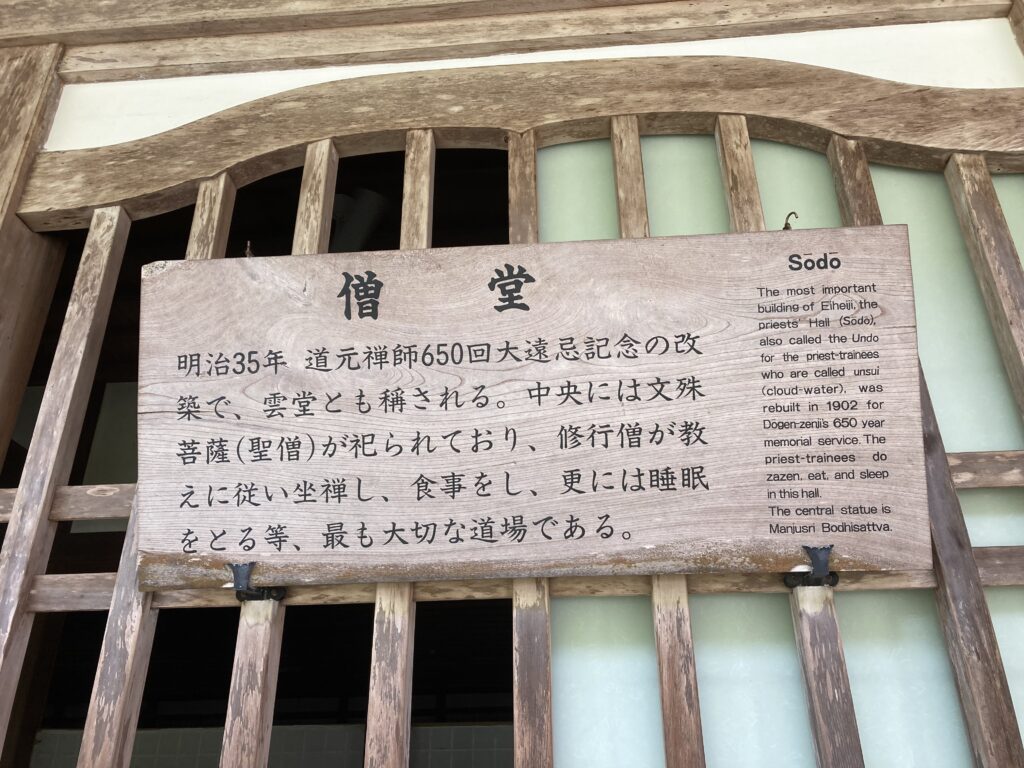 僧 堂
明治35年 道元禅師650回大遠忌記念の改
築で、雲堂とも稱される。中央には文殊
菩薩(聖僧)が祀られており、修行僧が教
えに従い坐禅し、食事をし、更には睡眠
をとる等、最も大切な道場である。
Sōdō
The most important
building of Eiheiji, the
priests' Hall (Sōdō),
also called the Undo
for the priest-trainees
who are called unsui
(cloud-water), was
rebuilt in 1902 for
Dōgen-zenji's 650 year
memorial service. The
priest-trainees do
zazen, eat, and sleep
in this hall.
The central statue is
Manjusri Bodhisattva.